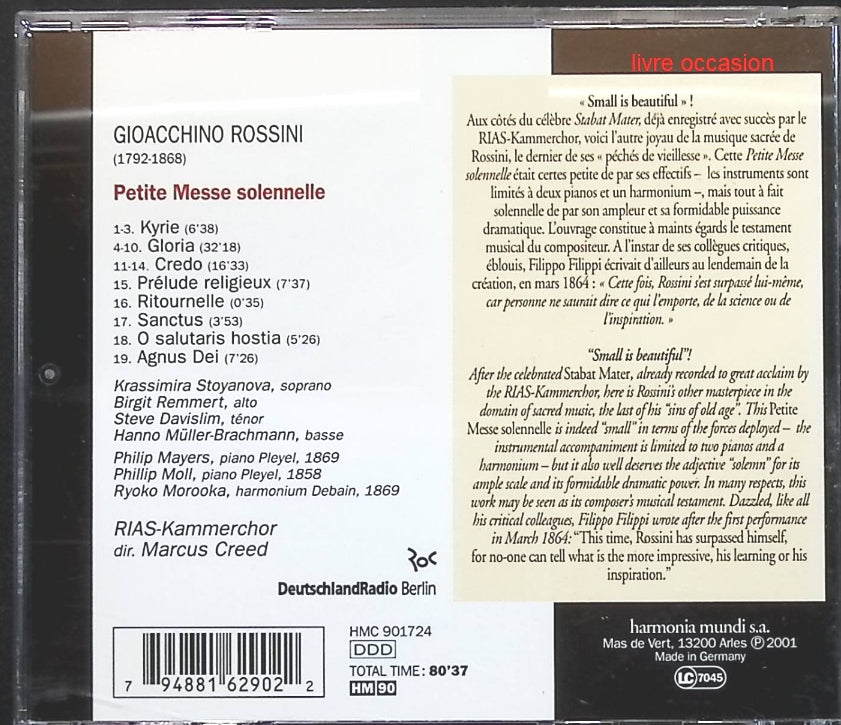 livre occasion
GIOACCHINO ROSSINI
(1792-1868)
Petite Messe solennelle
1-3. Kyrie (6'38)
4-10. Gloria (32'18)
11-14. Credo (16'33)
15. Prélude religieux (7'37)
16. Ritournelle (0'35)
17. Sanctus (3'53)
18. O salutaris hostia (5'26)
19. Agnus Dei (7'26)
Krassimira Stoyanova, soprano
Birgit Remmert, alto
Steve Davislim, ténor
Hanno Müller-Brachmann, basse
Philip Mayers, piano Pleyel, 1869
Phillip Moll, piano Pleyel, 1858
Ryoko Morooka, harmonium Debain, 1869
RIAS-Kammerchor
dir. Marcus Creed
ROC
DeutschlandRadio Berlin
7 94881 62902 2
HMC 901724
DDD
TOTAL TIME : 80'37
HM 90
« Small is beautiful » !
Aux côtés du célèbre Stabat Mater, déjà enregistré avec succès par le
RIAS-Kammerchor, voici l'autre joyau de la musique sacrée de
Rossini, le dernier de ses « péchés de vieillesse ». Cette Petite Messe
solennelle était certes petite de par ses effectifs – les instruments sont
limités à deux pianos et un harmonium –, mais tout à fait
solennelle de par son ampleur et sa formidable puissance
dramatique. L'ouvrage constitue à maints égards le testament
musical du compositeur. A l'instar de ses collègues critiques,
éblouis, Filippo Filippi écrivait d'ailleurs au lendemain de la
création, en mars 1864 : « Cette fois, Rossini s'est surpassé lui-même,
car personne ne saurait dire ce qui l'emporte, de la science ou de
l'inspiration. »
“Small is beautiful”!
After the celebrated Stabat Mater, already recorded to great acclaim by
the RIAS-Kammerchor, here is Rossini's other masterpiece in the
domain of sacred music, the last of his “sins of old age”. This Petite
Messe solennelle is indeed “small” in terms of the forces deployed – the
instrumental accompaniment is limited to two pianos and a
harmonium – but it also well deserves the adjective “solemn” for its
ample scale and its formidable dramatic power. In many respects, this
work may be seen as its composer's musical testament. Dazzled, like all
his critical colleagues, Filippo Filippi wrote after the first performance
in March 1864: “This time, Rossini has surpassed himself,
for no-one can tell what is the more impressive, his learning or his
inspiration.”
harmonia mundi s.a.
Mas de Vert, 13200 Arles ℗ 2001
Made in Germany
LC 7045